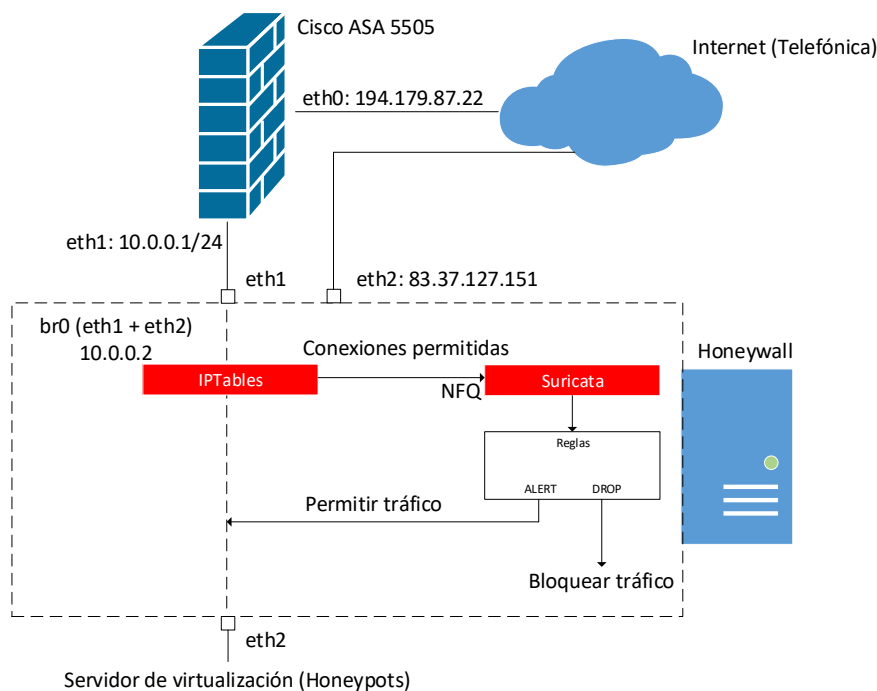 Cisco ASA 5505
Internet (Telefónica)
eth0: 194.179.87.22
eth1: 10.0.0.1/24
eth1
eth2: 83.37.127.151
br0 (eth1 + eth2)
10.0.0.2
Conexiones permitidas
Honeywall
IPTables
NFQ
Suricata
Reglas
ALERT
DROP
Permitir tráfico
Bloquear tráfico
eth2
Servidor de virtualización (Honeypots)